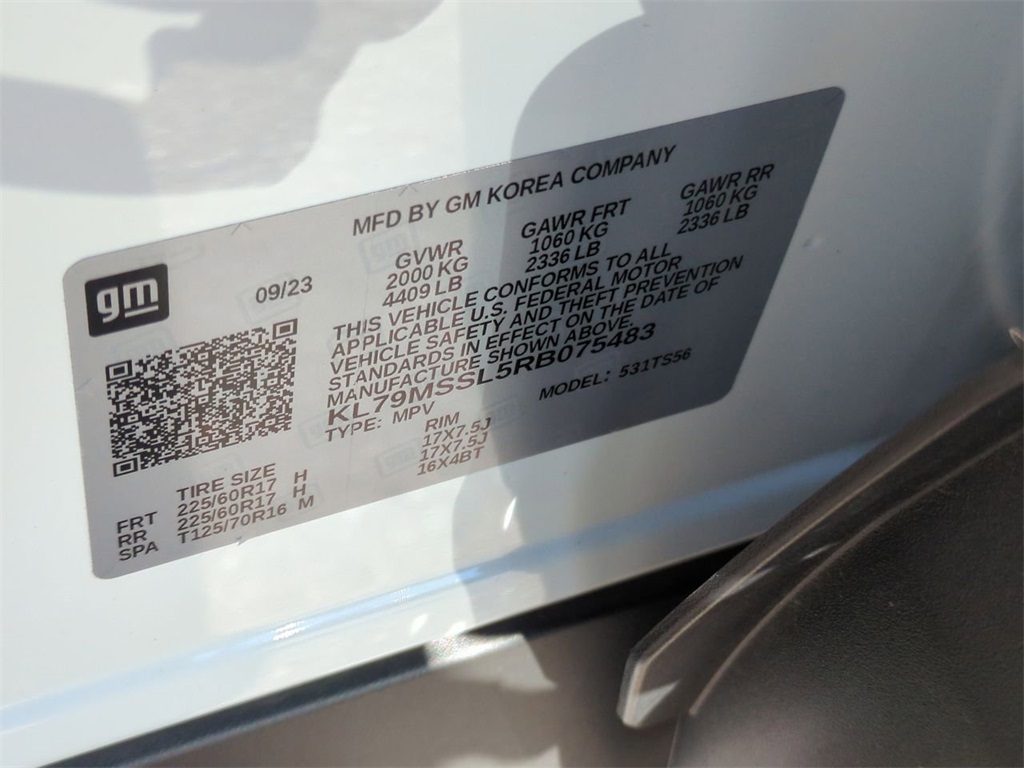 MFD BY GM KOREA COMPANY
gm
09/23
GVWR GAWR FRT GAWR RR
2000 KG 1060 KG 1060 KG
4409 LB 2336 LB 2336 LB
THIS VEHICLE CONFORMS TO ALL
APPLICABLE U.S. FEDERAL MOTOR
VEHICLE SAFETY AND THEFT PREVENTION
STANDARDS IN EFFECT ON THE DATE OF
MANUFACTURE SHOWN ABOVE.
KL79MSSL5RB075483
TYPE: MPV MODEL: 531TS56
TIRE SIZE RIM
FRT 225/60R17 H 17X7.5J
RR 225/60R17 H 17X7.5J
SPA T125/70R16 M 16X4BT